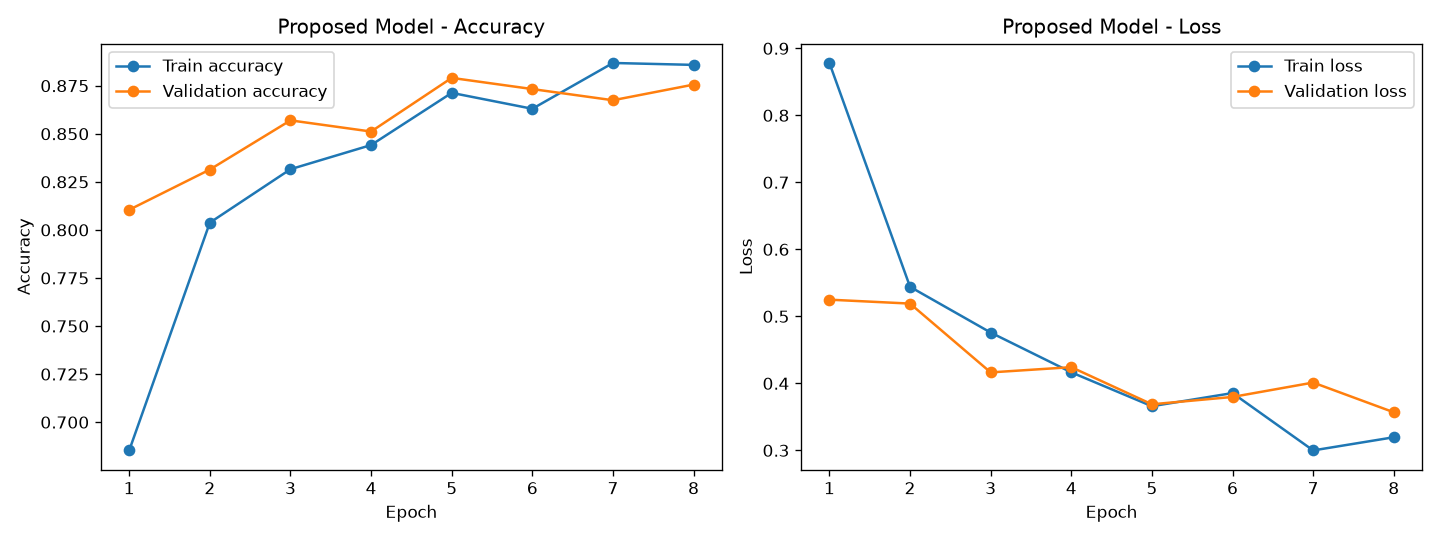 Proposed Model - Accuracy
Train accuracy
Validation accuracy
0.875
0.850
0.825
0.800
0.775
0.750
0.725
0.700
Accuracy
1 2 3 4 5 6 7 8
Epoch
Proposed Model - Loss
Train loss
Validation loss
0.9
0.8
0.7
0.6
0.5
0.4
0.3
Loss
1 2 3 4 5 6 7 8
Epoch